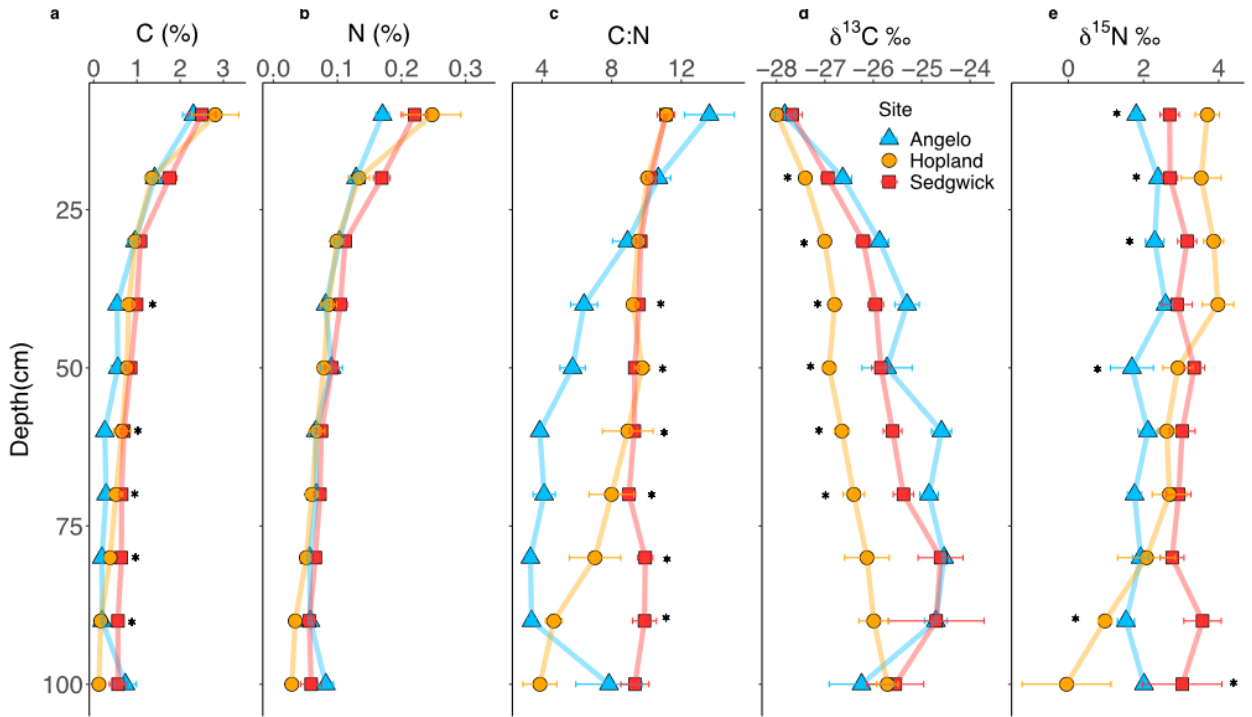 a b c d e
C (%) N (%) C:N δ¹³C ‰ δ¹⁵N ‰
0 1 2 3 0.0 0.1 0.2 0.3 4 8 12 −28 −27 −26 −25 −24 0 2 4
Site
* Angelo *
Hopland
* Sedgwick *
25
* *
* * *
Depth(cm)
50 * * *
* * *
* * *
75
* *
* * *
100 *